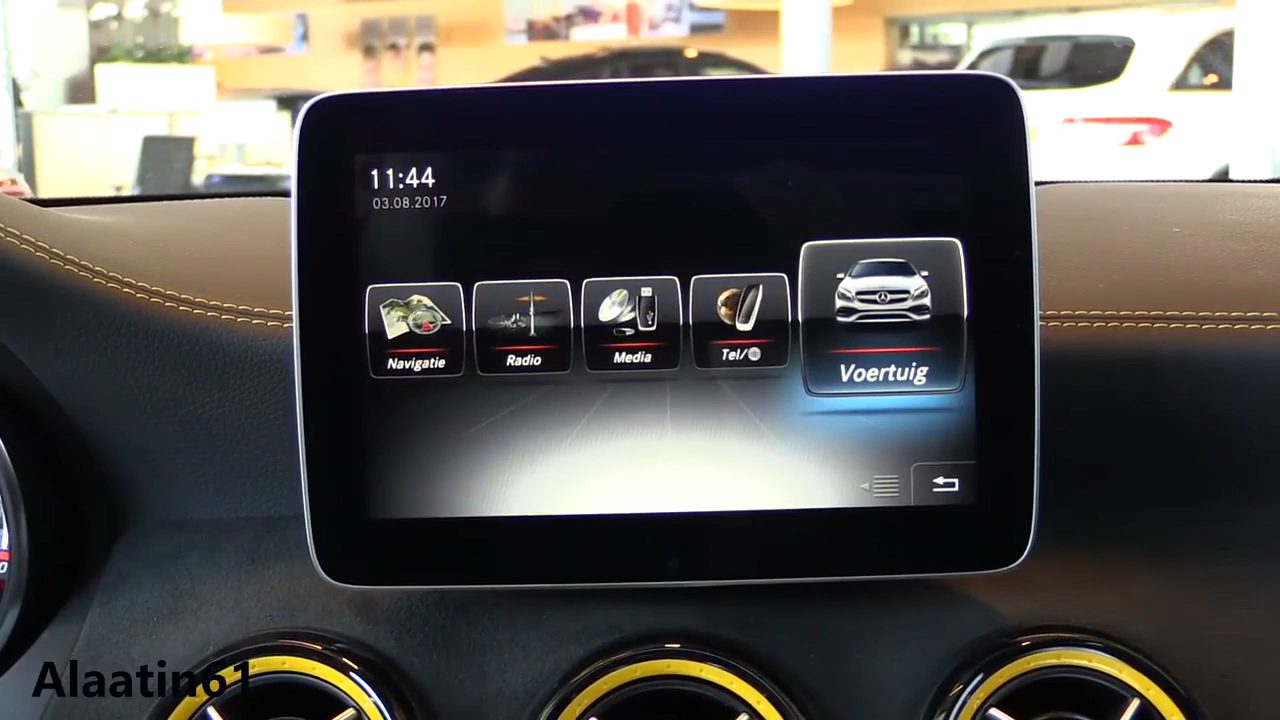 11:44
03.08.2017
Navigatie
Radio
Media
Tel/
Voertuig
Alaatin61